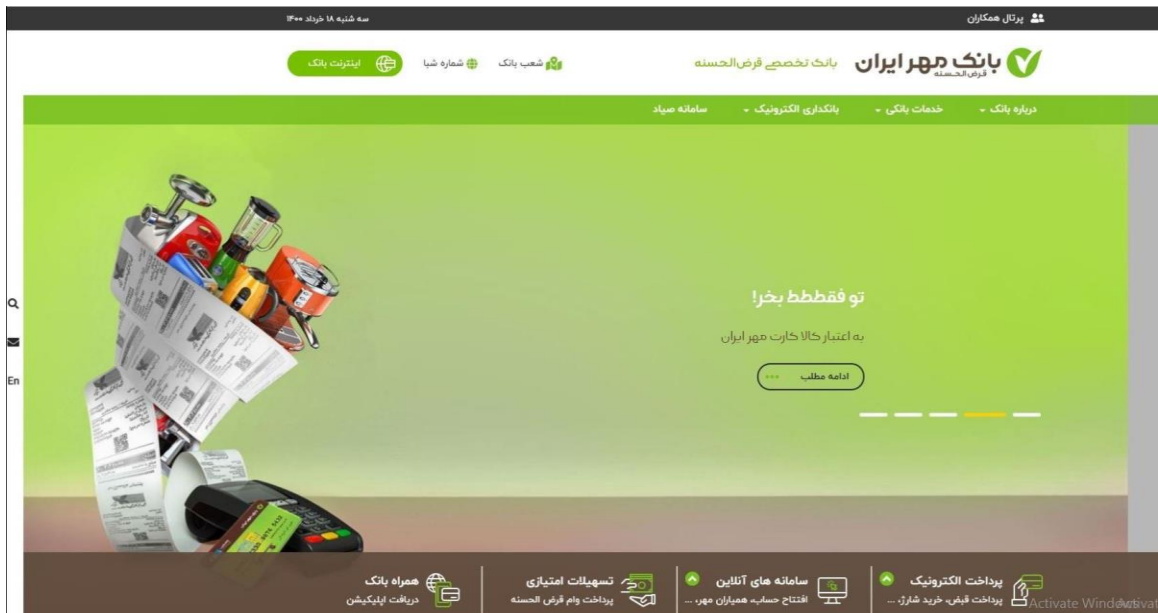 پرتال همکاران
سه شنبه ۱۸ خرداد ۱۴۰۰
بانک مهر ایران
قرض الحسنه
بانک تخصصی قرض‌الحسنه
شعب بانک
شماره شبا
اینترنت بانک
درباره بانک
خدمات بانکی
بانکداری الکترونیک
سامانه صیاد
En
تو فقططط بخر!
به اعتبار کالا کارت مهر ایران
ادامه مطلب
پرداخت الکترونیک
پرداخت قبض، خرید شارژ، ...
سامانه های آنلاین
افتتاح حساب، همیاران مهر، ...
تسهیلات امتیازی
پرداخت وام قرض الحسنه
همراه بانک
دریافت اپلیکیشن